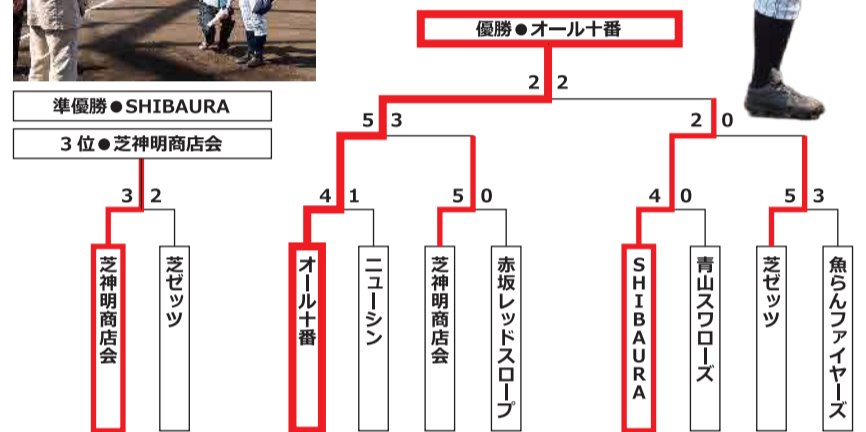 優勝●オール十番
2 2
準優勝●SHIBAURA
3位●芝神明商店会
5 3
2 0
3 2
4 1
5 0
4 0
5 3
芝神明商店会
芝ゼッツ
オール十番
ニューシン
芝神明商店会
赤坂レッドスロープ
SHIBAURA
青山スワローズ
芝ゼッツ
魚らんファイヤーズ